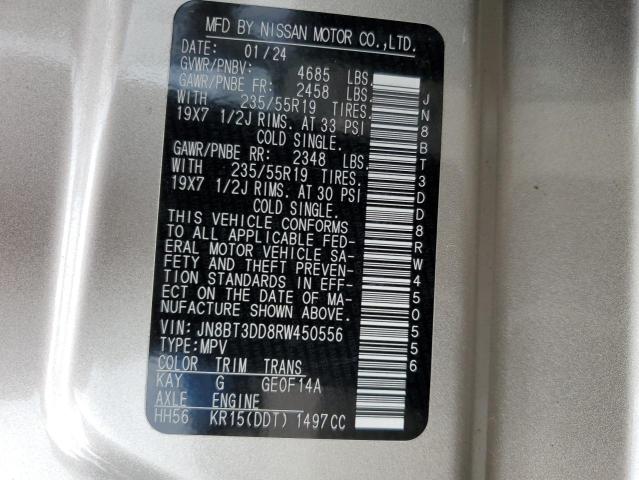 MFD BY NISSAN MOTOR CO.,LTD.
DATE: 01/24
GVWR/PNBV: 4685 LBS
GAWR/PNBE FR: 2458 LBS.
WITH 235/55R19 TIRES.
19X7 1/2J RIMS. AT 33 PSI
COLD SINGLE.
GAWR/PNBE RR: 2348 LBS.
WITH 235/55R19 TIRES.
19X7 1/2J RIMS. AT 30 PSI
COLD SINGLE.
THIS VEHICLE CONFORMS
TO ALL APPLICABLE FED-
ERAL MOTOR VEHICLE SA-
FETY AND THEFT PREVEN-
TION STANDARDS IN EFF-
ECT ON THE DATE OF MA-
NUFACTURE SHOWN ABOVE.
VIN: JN8BT3DD8RW450556
TYPE:MPV
COLOR TRIM TRANS
KAY G GE0F14A
AXLE ENGINE
HH56 KR15(DDT) 1497CC
JN8BT3DD8RW450556